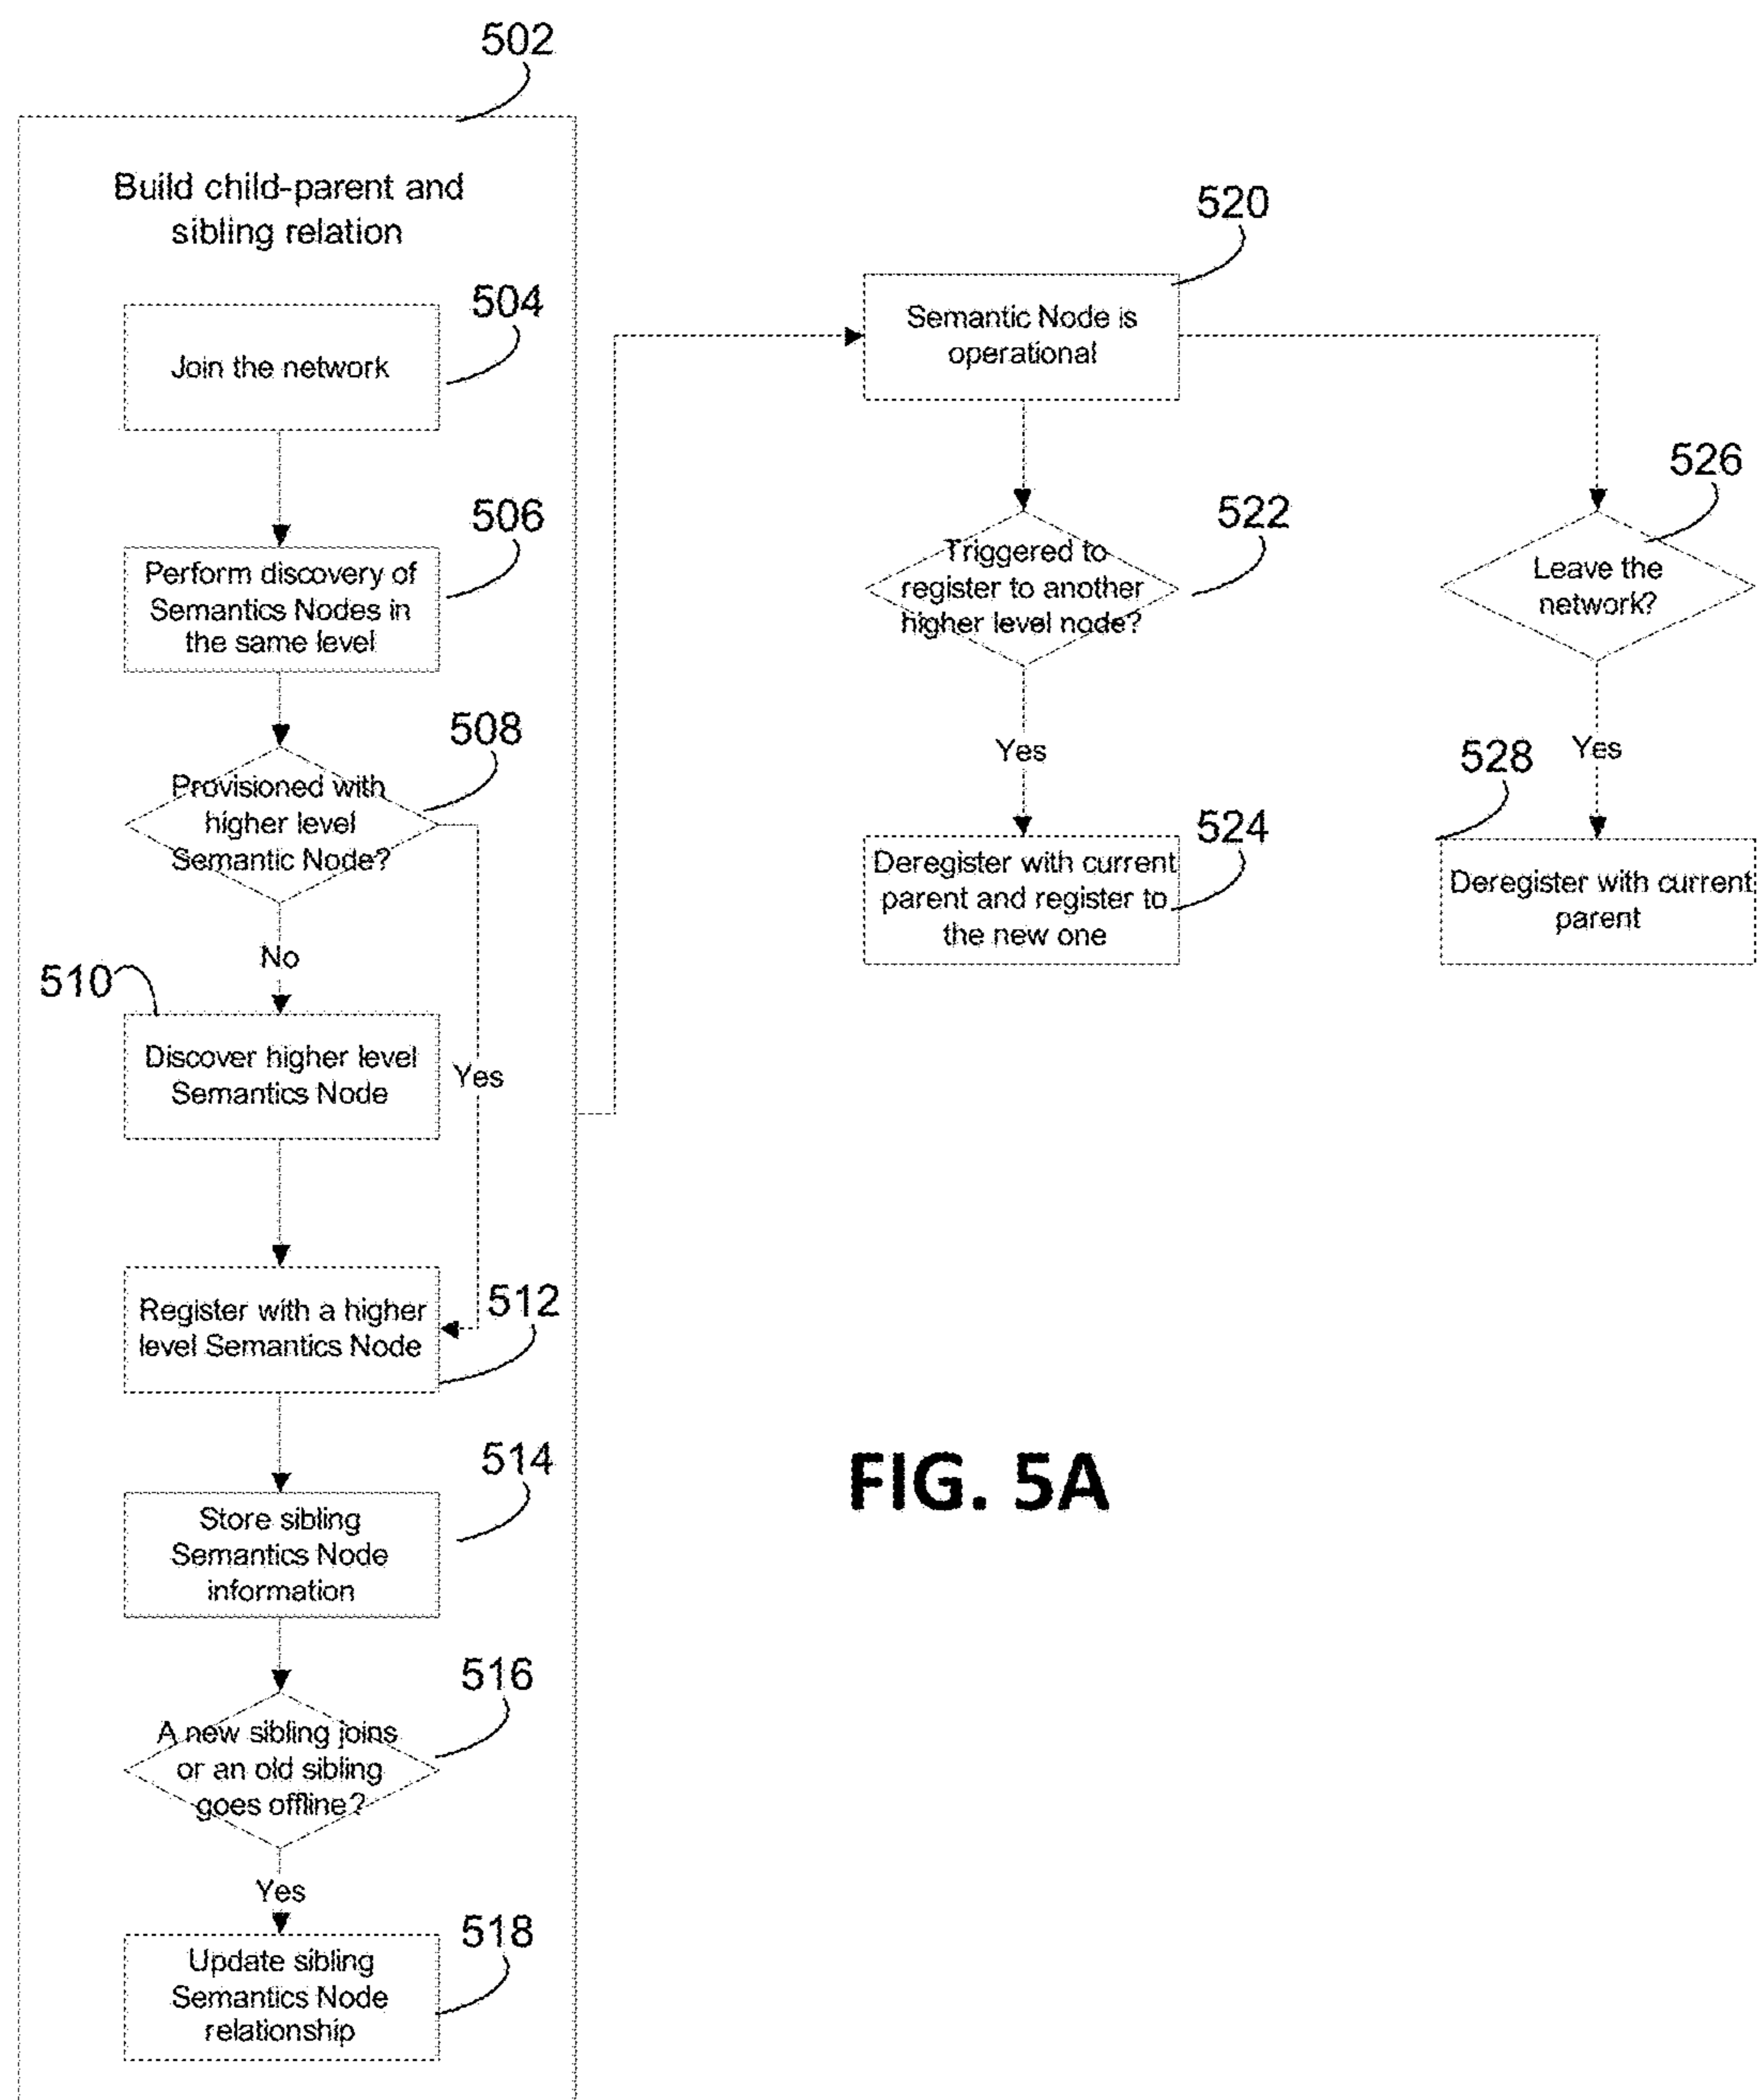 502
Build child-parent and
sibling relation
504
Join the network
506
Perform discovery of
Semantics Nodes in
the same level
508
Provisioned with
higher level
Semantic Node?
No
Yes
510
Discover higher level
Semantics Node
512
Register with a higher
level Semantics Node
514
Store sibling
Semantics Node
information
516
A new sibling joins
or an old sibling
goes offline?
Yes
518
Update sibling
Semantics Node
relationship
520
Semantic Node is
operational
522
Triggered to
register to another
higher level node?
Yes
524
Deregister with current
parent and register to
the new one
526
Leave the
network?
Yes
528
Deregister with current
parent
FIG. 5A